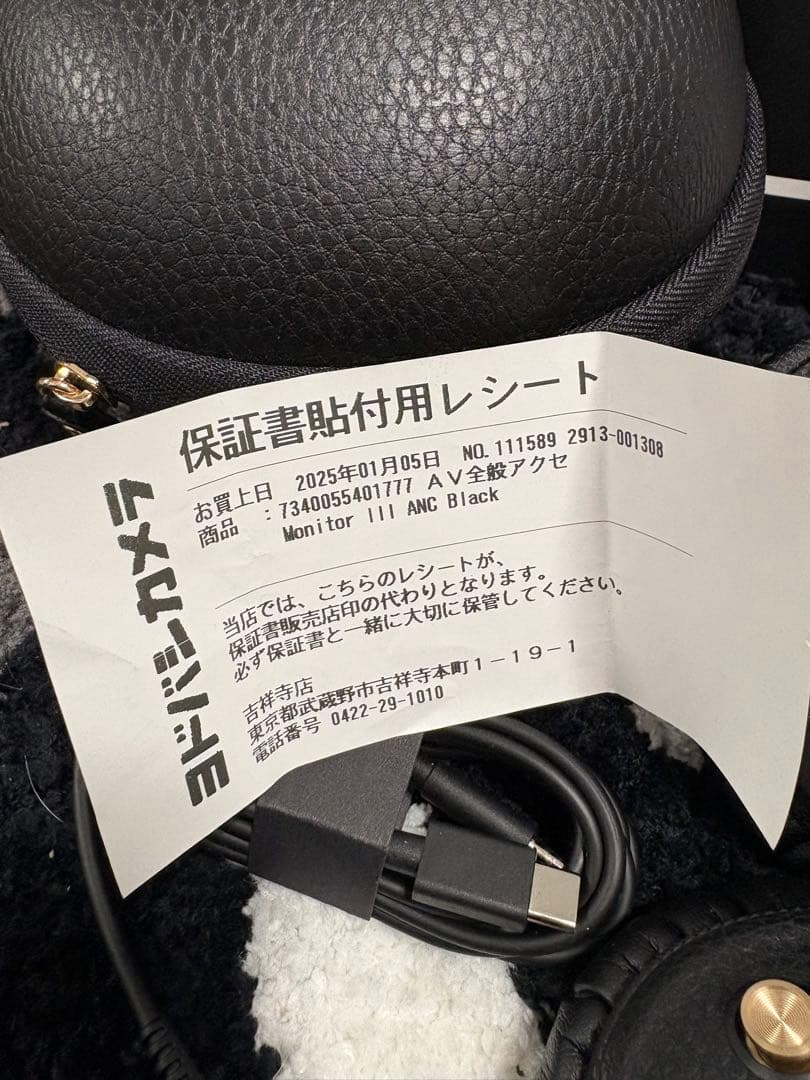 保証書貼付用レシート
お買上日 2025年01月05日 NO.111589 2913-001308
商品 :7340055401777 AV全般アクセ
Monitor III ANC Black
当店では、こちらのレシートが、
保証書販売店印の代わりとなります。
必ず保証書と一緒に大切に保管してください。
吉祥寺店
東京都武蔵野市吉祥寺本町1-19-1
電話番号 0422-29-1010
ヨドバシカメラ